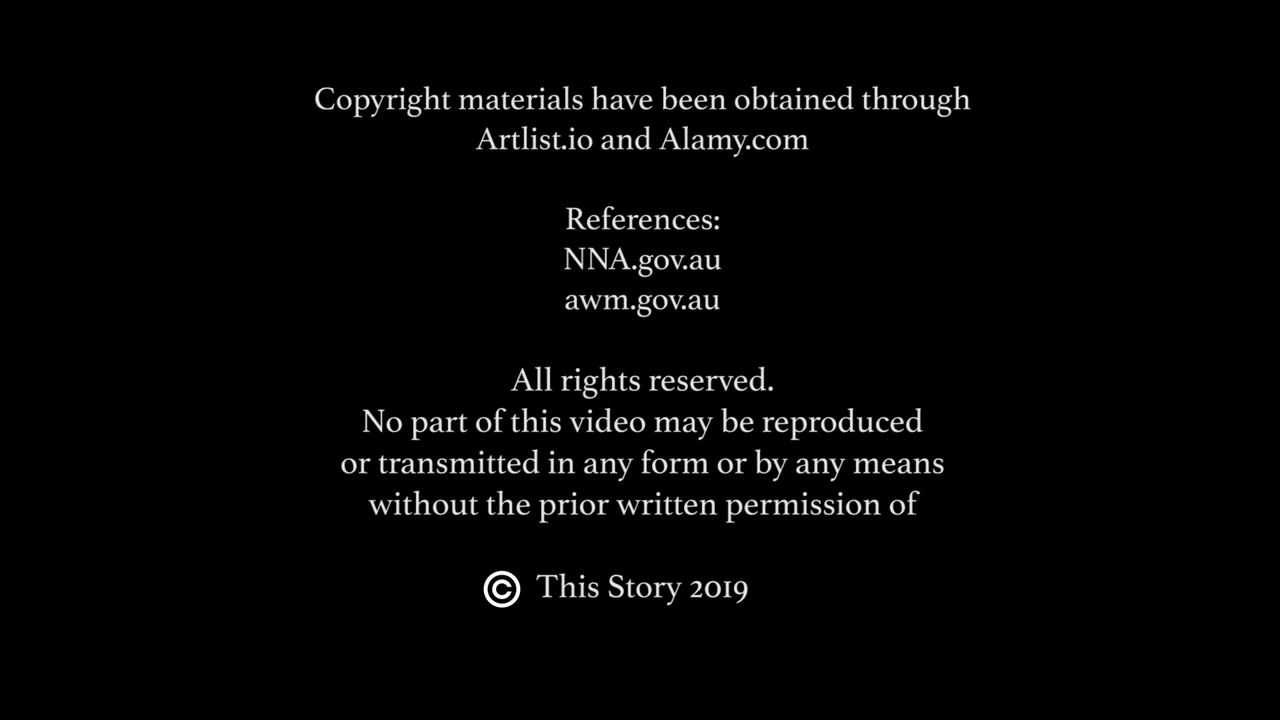 Copyright materials have been obtained through
Artlist.io and Alamy.com
References:
NNA.gov.au
awm.gov.au
All rights reserved.
No part of this video may be reproduced
or transmitted in any form or by any means
without the prior written permission of
© This Story 2019